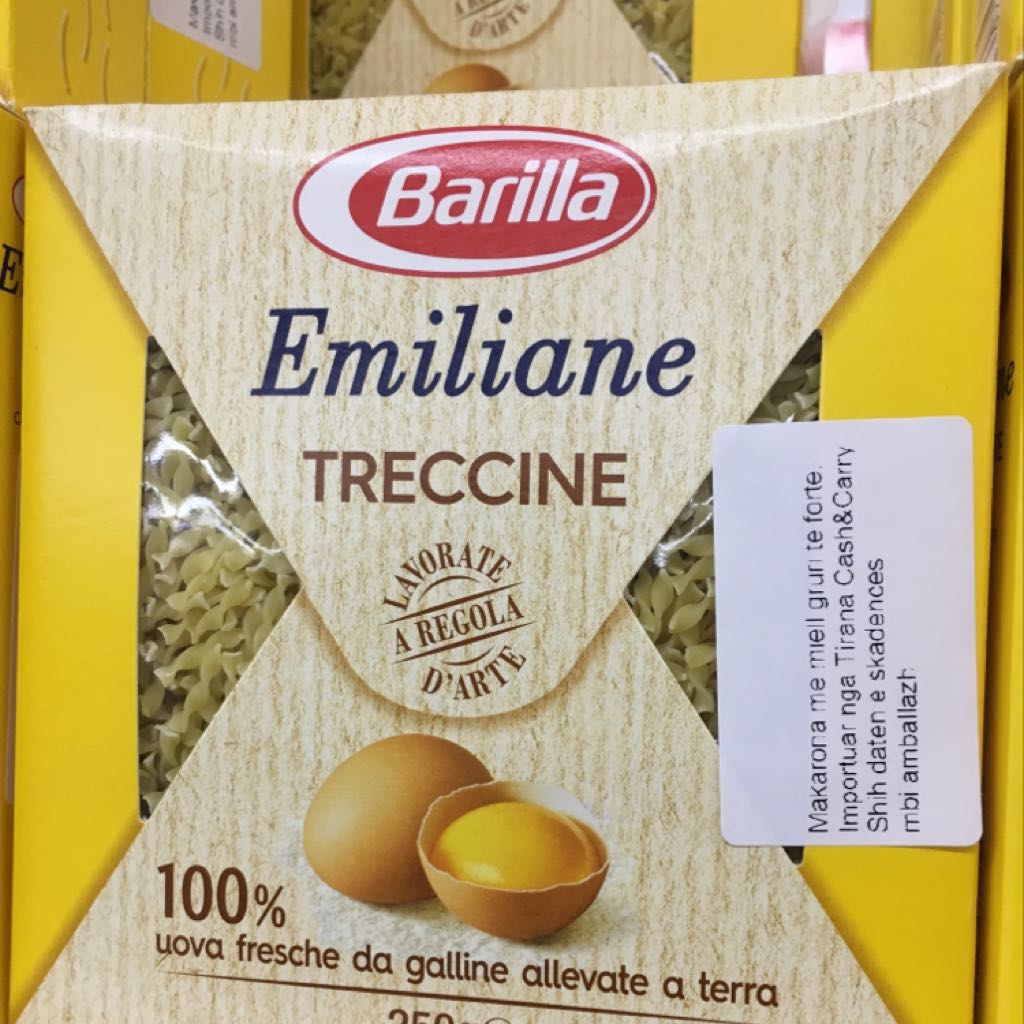 Barilla
Emiliane
TRECCINE
LAVORATE
A REGOLA
D'ARTE
100%
uova fresche da galline allevate a terra
Makarona me miell gruri te forte.
Importuar nga Tirana Cash&Carry
Shih daten e skadences
mbi amballazh
D'ARTE